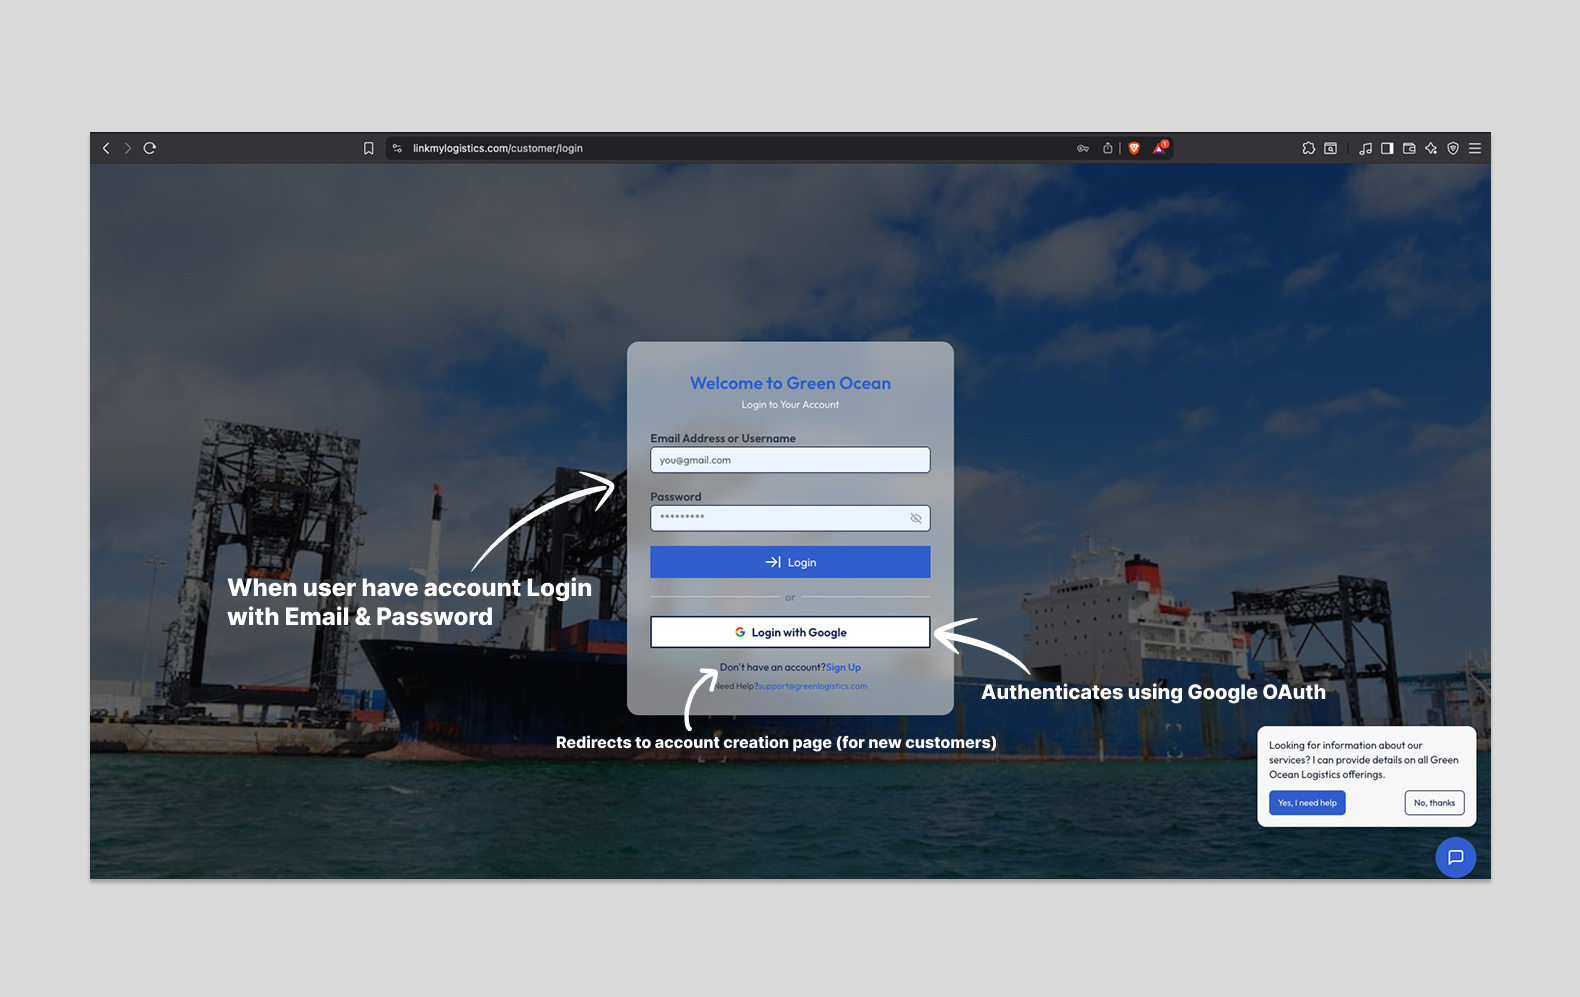 linkmylogistics.com/customer/login
1
Welcome to Green Ocean
Login to Your Account
Email Address or Username
you@gmail.com
Password
*********
Login
or
Login with Google
Don't have an account?Sign Up
Need Help?support@greenlogistics.com
When user have account Login
with Email & Password
Authenticates using Google OAuth
Redirects to account creation page (for new customers)
Looking for information about our
services? I can provide details on all Green
Ocean Logistics offerings.
Yes, I need help
No, thanks